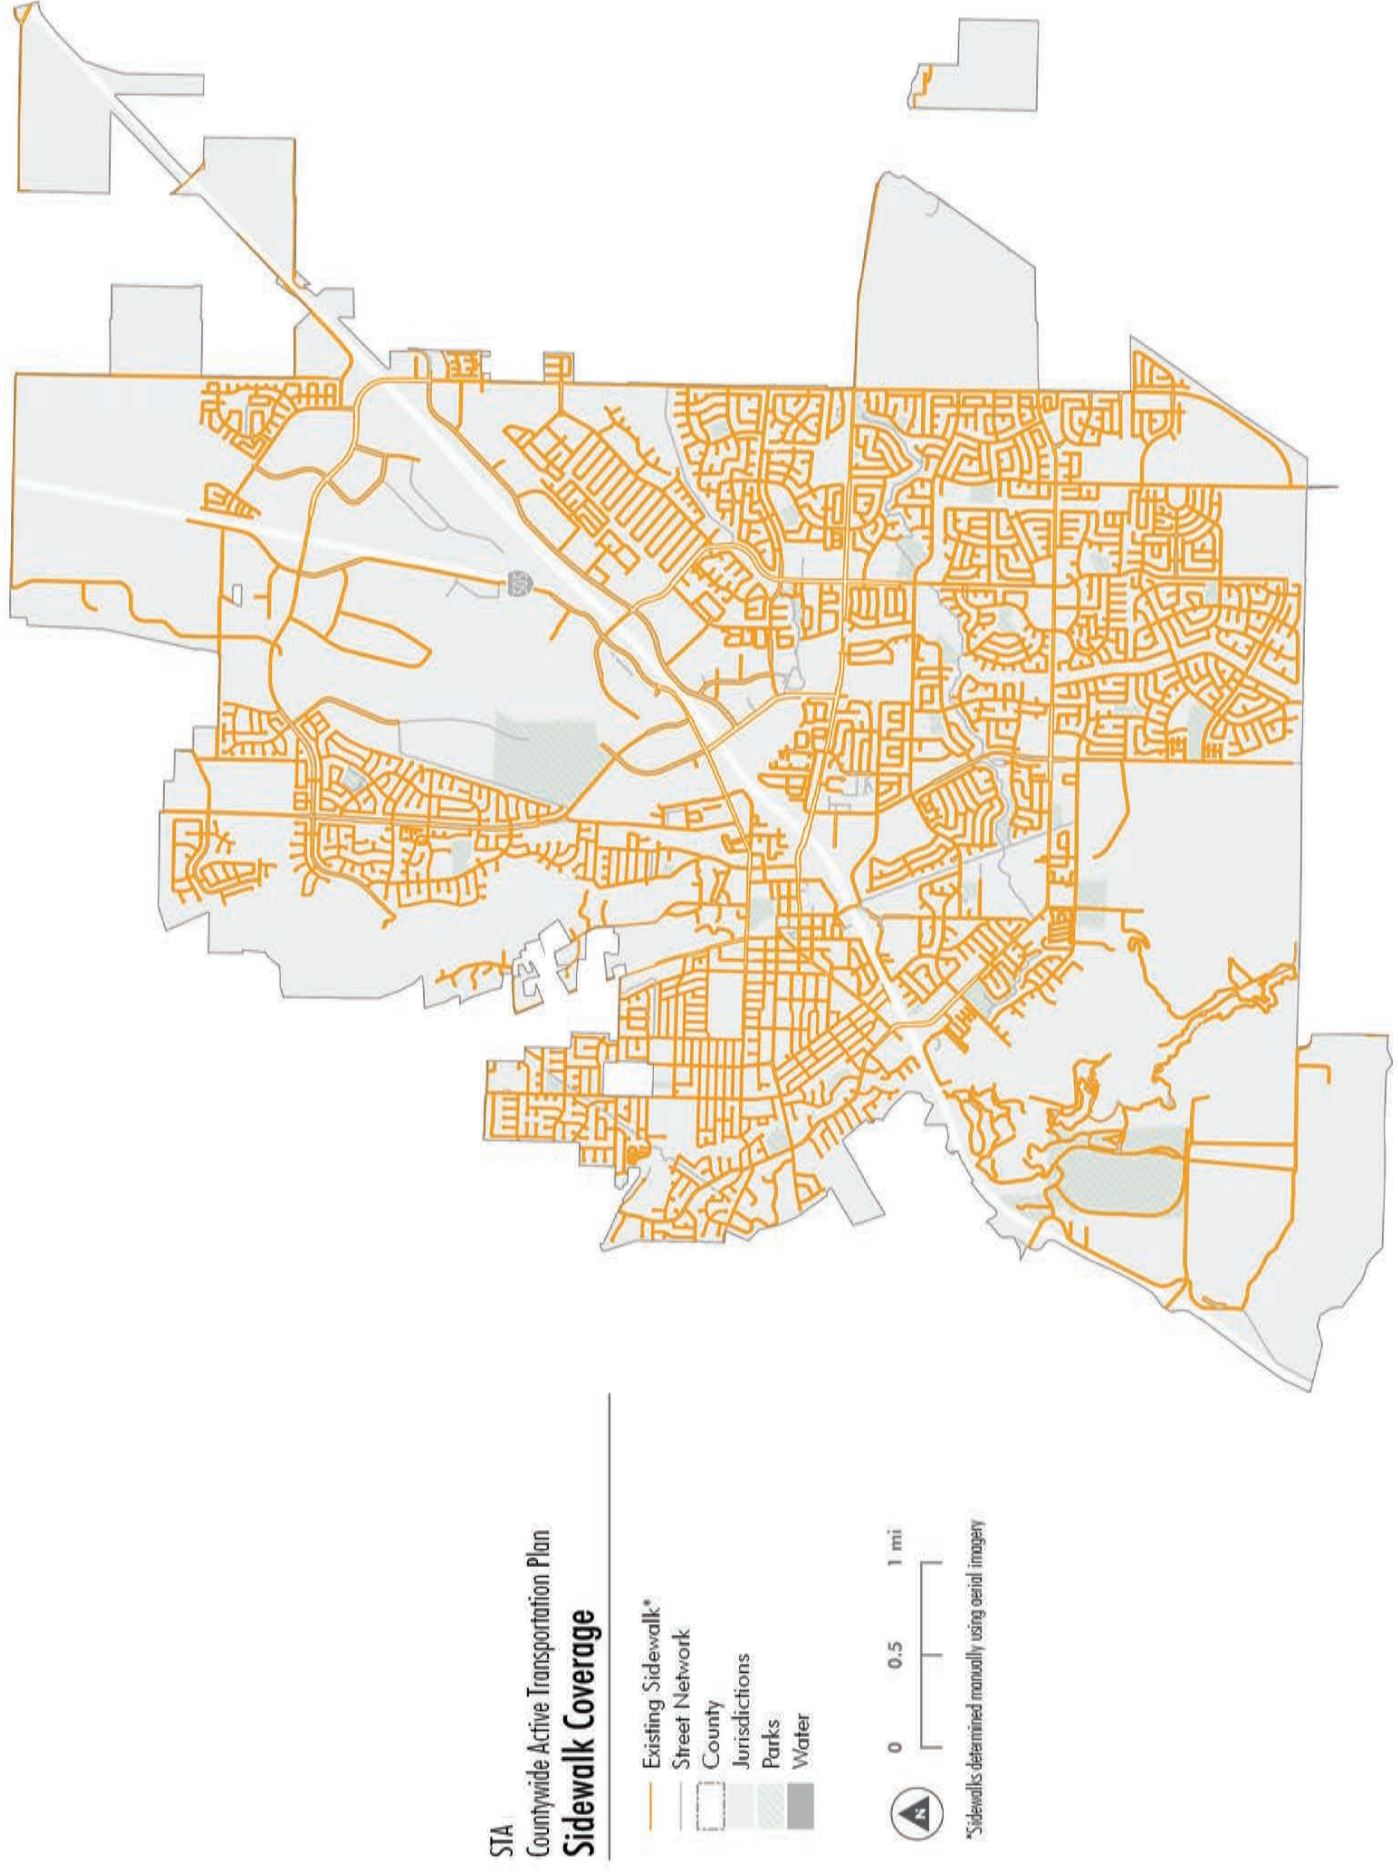 STA
Countywide Active Transportation Plan
Sidewalk Coverage
Existing Sidewalk*
Street Network
County
Jurisdictions
Parks
Water
0 0.5 1 mi
N
*Sidewalks determined manually using aerial imagery
505